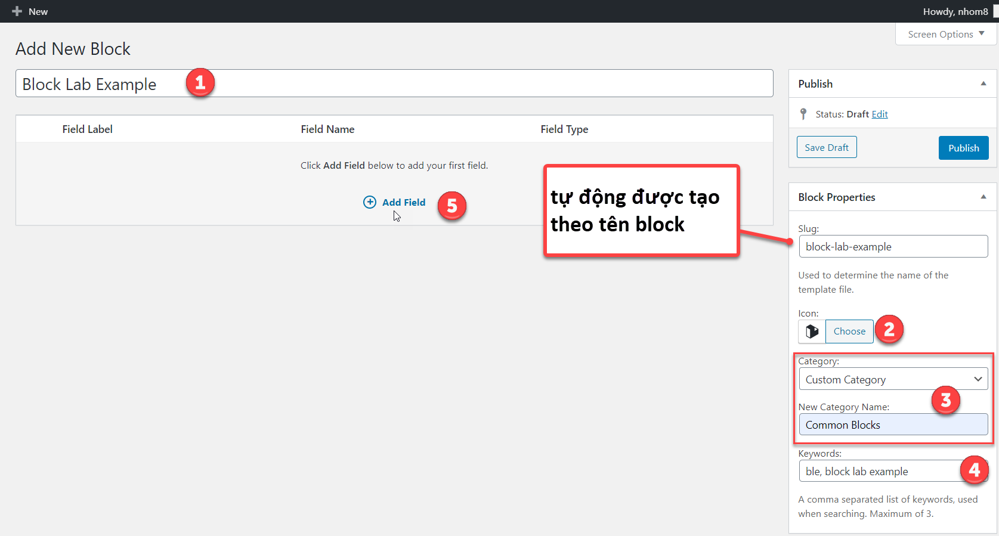 New
Howdy, nhom8
Screen Options
Add New Block
Block Lab Example
1
Field Label
Field Name
Field Type
Click Add Field below to add your first field.
Add Field
5
tự động được tạo
theo tên block
Publish
Status: Draft Edit
Save Draft
Publish
Block Properties
Slug:
block-lab-example
Used to determine the name of the
template file.
Icon:
Choose
2
Category:
Custom Category
3
New Category Name:
Common Blocks
Keywords:
ble, block lab example
4
A comma separated list of keywords, used
when searching. Maximum of 3.